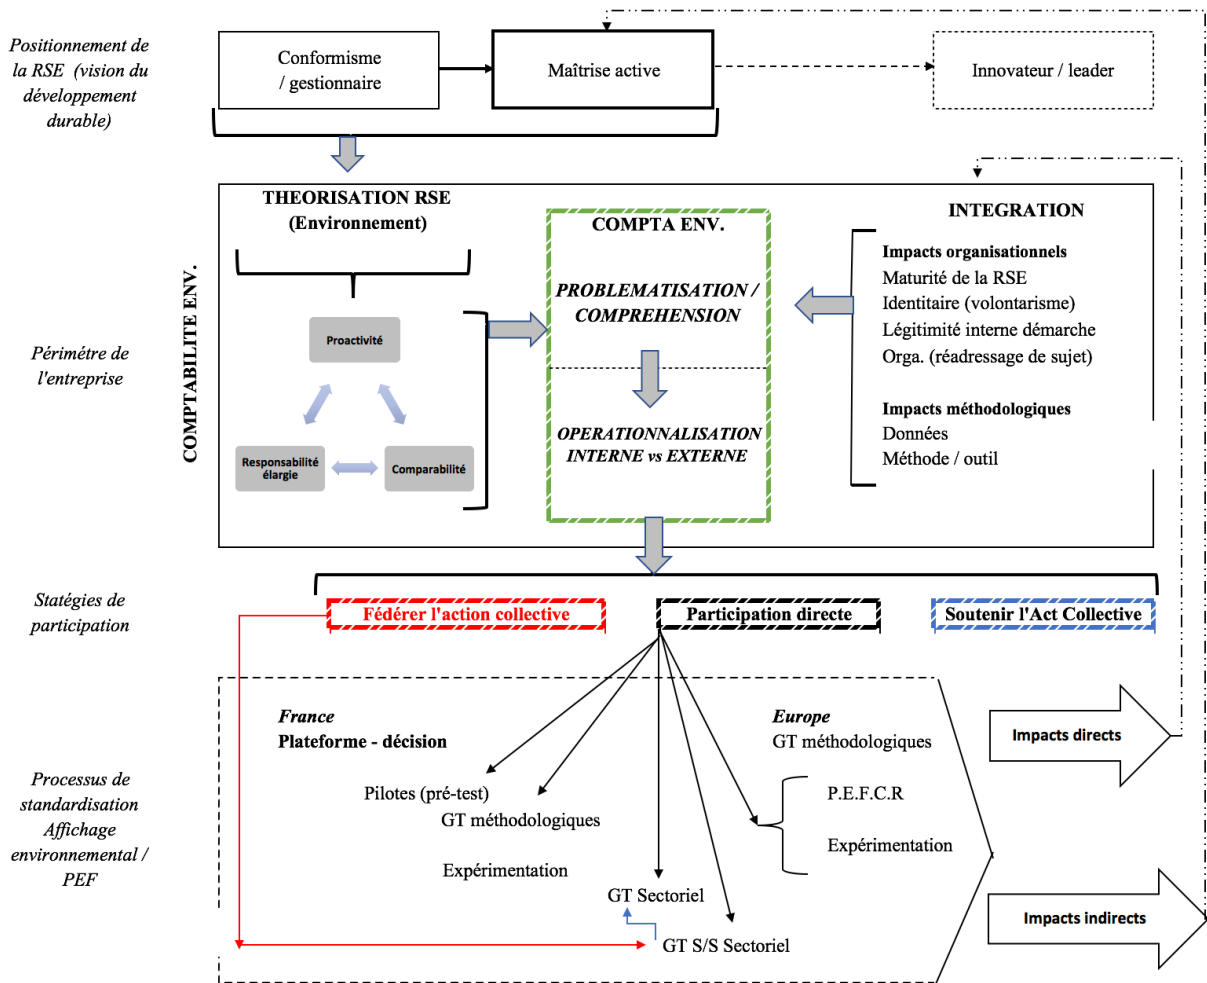 Positionnement de
la RSE (vision du
développement
durable)
Conformisme
/ gestionnaire
Maîtrise active
Innovateur / leader
Périmétre de
l'entreprise
COMPTABILITE ENV.
THEORISATION RSE
(Environnement)
Proactivité
Responsabilité
élargie
Comparabilité
COMPTA ENV.
PROBLEMATISATION /
COMPREHENSION
OPERATIONNALISATION
INTERNE vs EXTERNE
INTEGRATION
Impacts organisationnels
Maturité de la RSE
Identitaire (volontarisme)
Légitimité interne démarche
Orga. (réadressage de sujet)
Impacts méthodologiques
Données
Méthode / outil
Statégies de
participation
Fédérer l'action collective
Participation directe
Soutenir l'Act Collective
Processus de
standardisation
Affichage
environnemental /
PEF
France
Plateforme - décision
Pilotes (pré-test)
GT méthodologiques
Expérimentation
GT Sectoriel
GT S/S Sectoriel
Europe
GT méthodologiques
P.E.F.C.R
Expérimentation
Impacts directs
Impacts indirects